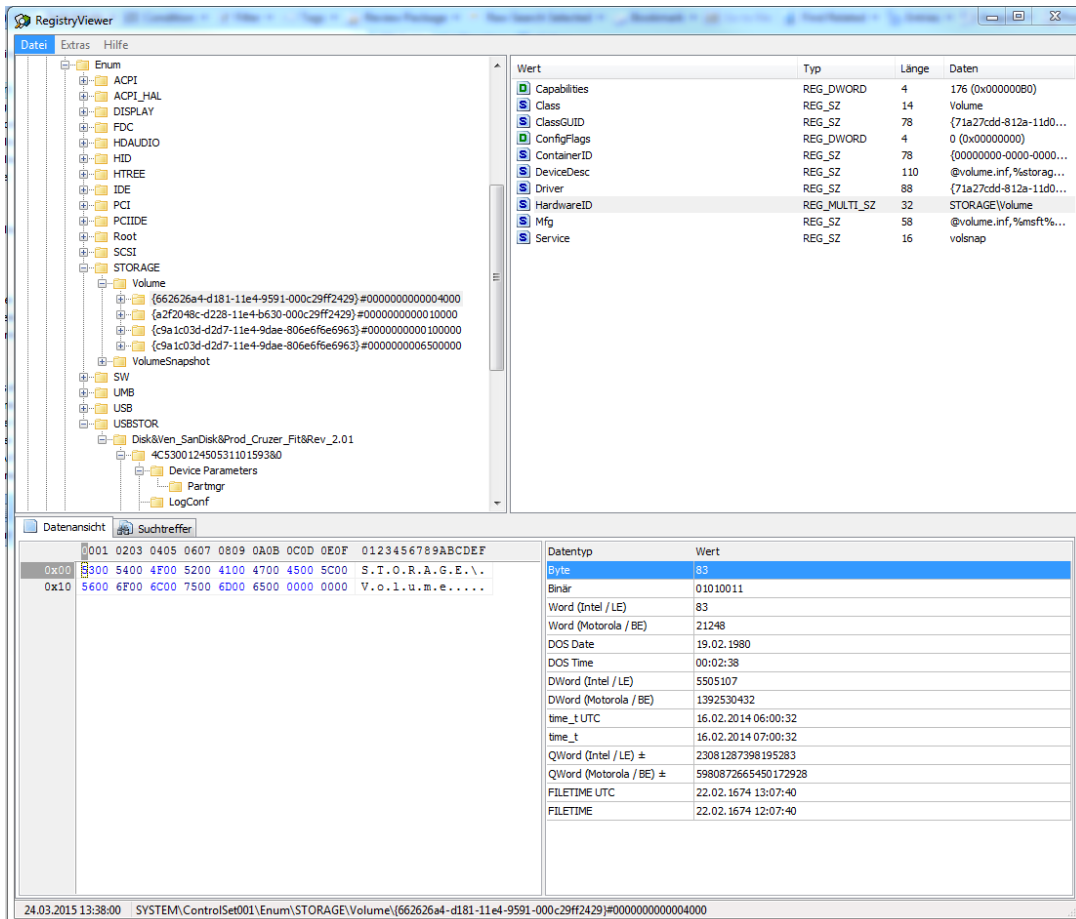 RegistryViewer
Datei Extras Hilfe
Enum
ACPI
ACPI_HAL
DISPLAY
FDC
HDAUDIO
HID
HTREE
IDE
PCI
PCIIDE
Root
SCSI
STORAGE
Volume
{662626a4-d181-11e4-9591-000c29ff2429}#0000000000004000
{a2f2048c-d228-11e4-b630-000c29ff2429}#0000000000010000
{c9a1c03d-d2d7-11e4-9dae-806e6f6e6963}#0000000000100000
{c9a1c03d-d2d7-11e4-9dae-806e6f6e6963}#0000000006500000
VolumeSnapshot
SW
UMB
USB
USBSTOR
Disk&Ven_SanDisk&Prod_Cruzer_Fit&Rev_2.01
4C530012450531101593&0
Device Parameters
Partmgr
LogConf
Wert Typ Länge Daten
Capabilities REG_DWORD 4 176 (0x000000B0)
Class REG_SZ 14 Volume
ClassGUID REG_SZ 78 {71a27cdd-812a-11d0...
ConfigFlags REG_DWORD 4 0 (0x00000000)
ContainerID REG_SZ 78 {00000000-0000-0000...
DeviceDesc REG_SZ 110 @volume.inf,%storag...
Driver REG_SZ 88 {71a27cdd-812a-11d0...
HardwareID REG_MULTI_SZ 32 STORAGE\Volume
Mfg REG_SZ 58 @volume.inf,%msft%...
Service REG_SZ 16 volsnap
Datenansicht Suchtreffer
0001 0203 0405 0607 0809 0A0B 0C0D 0E0F 0123456789ABCDEF
0x00 5300 5400 4F00 5200 4100 4700 4500 5C00 S.T.O.R.A.G.E.\.
0x10 5600 6F00 6C00 7500 6D00 6500 0000 0000 V.o.l.u.m.e.....
Datentyp Wert
Byte 83
Binär 01010011
Word (Intel / LE) 83
Word (Motorola / BE) 21248
DOS Date 19.02.1980
DOS Time 00:02:38
DWord (Intel / LE) 5505107
DWord (Motorola / BE) 1392530432
time_t UTC 16.02.2014 06:00:32
time_t 16.02.2014 07:00:32
QWord (Intel / LE) ± 23081287398195283
QWord (Motorola / BE) ± 5980872665450172928
FILETIME UTC 22.02.1674 13:07:40
FILETIME 22.02.1674 12:07:40
24.03.2015 13:38:00 SYSTEM\ControlSet001\Enum\STORAGE\Volume\{662626a4-d181-11e4-9591-000c29ff2429}#0000000000004000